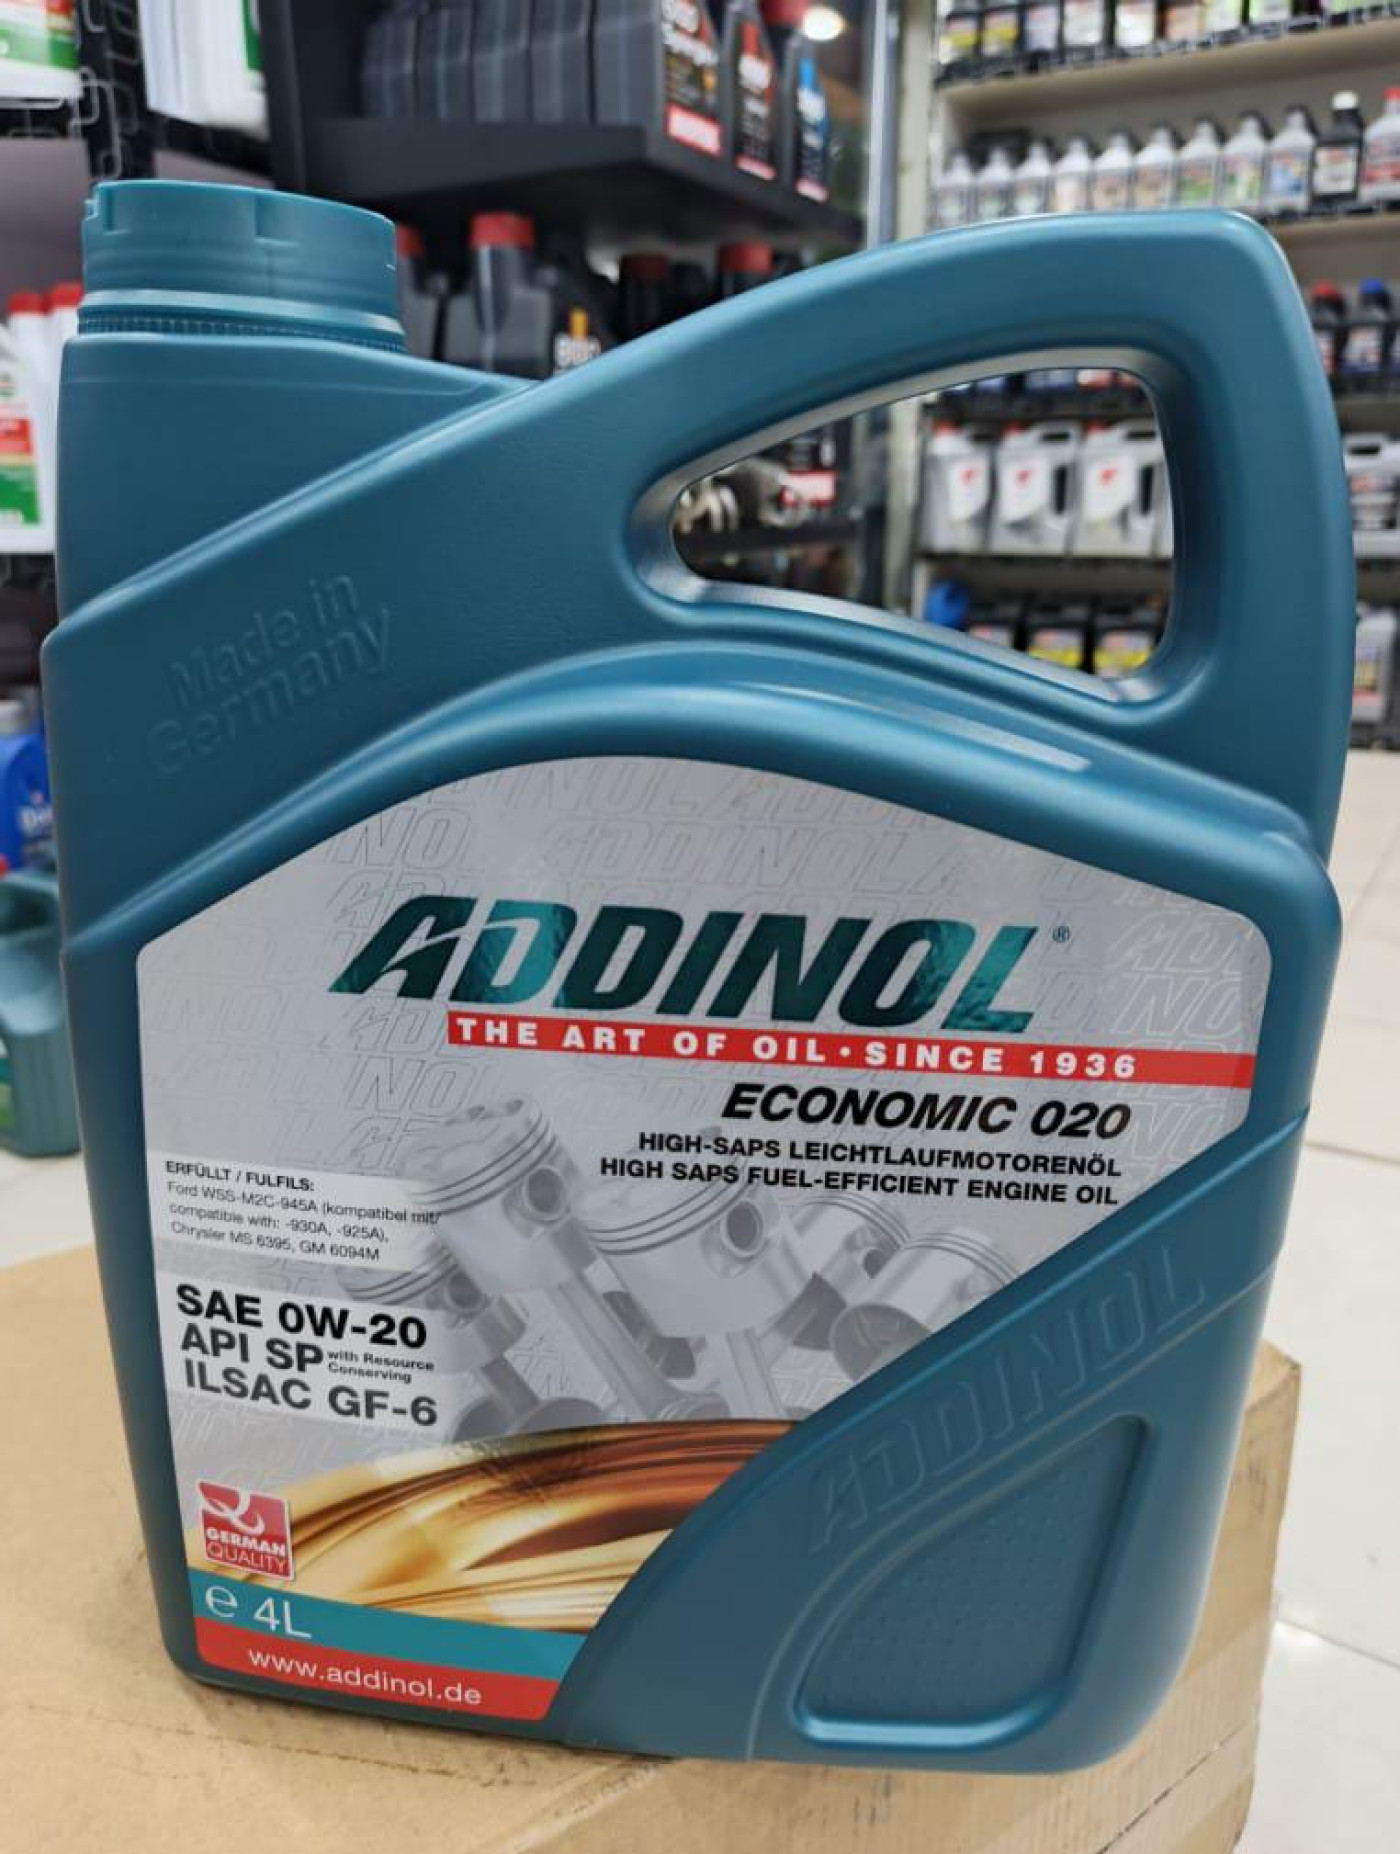 Made in
Germany
ADDINOL®
THE ART OF OIL • SINCE 1936
ECONOMIC 020
HIGH-SAPS LEICHTLAUFMOTORENÖL
HIGH SAPS FUEL-EFFICIENT ENGINE OIL
ERFÜLLT / FULFILS:
Ford WSS-M2C-945A (kompatibel mit/
compatible with: -930A, -925A),
Chrysler MS 6395, GM 6094M
SAE 0W-20
API SP with Resource
Conserving
ILSAC GF-6
ADDINOL
GERMAN
QUALITY
e 4L
www.addinol.de